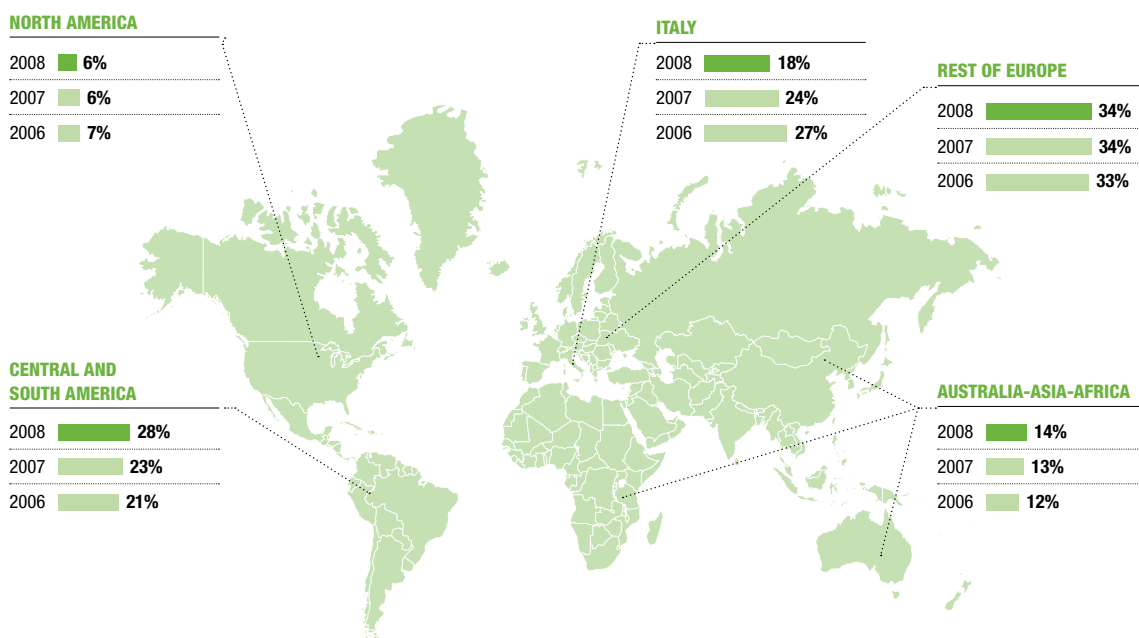 NORTH AMERICA
2008 6%
2007 6%
2006 7%
CENTRAL AND
SOUTH AMERICA
2008 28%
2007 23%
2006 21%
ITALY
2008 18%
2007 24%
2006 27%
REST OF EUROPE
2008 34%
2007 34%
2006 33%
AUSTRALIA-ASIA-AFRICA
2008 14%
2007 13%
2006 12%